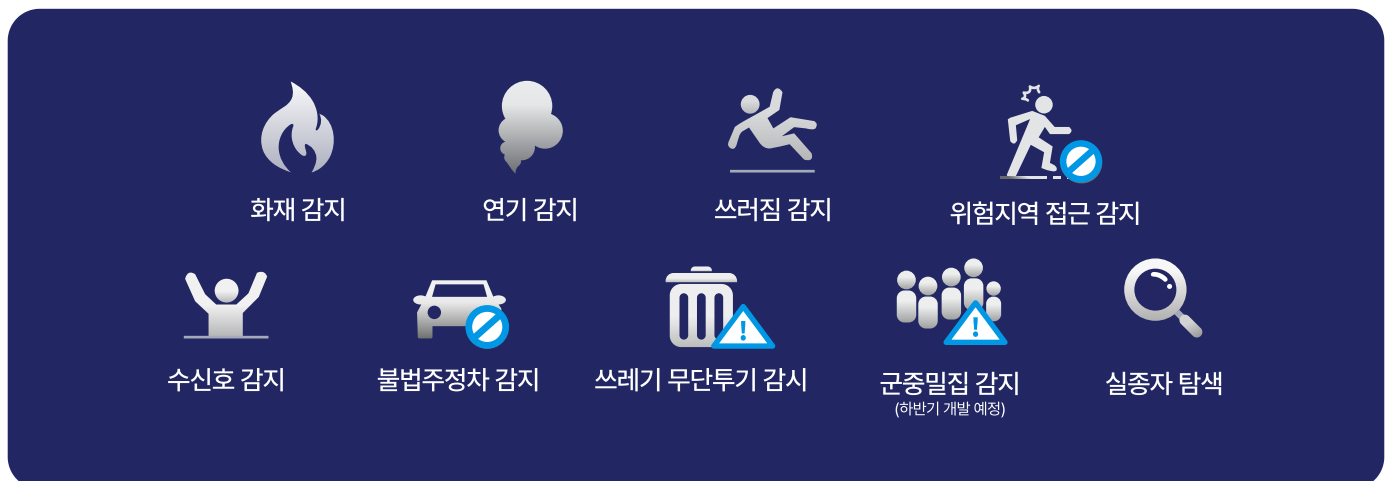 화재 감지
연기 감지
쓰러짐 감지
위험지역 접근 감지
수신호 감지
불법주정차 감지
쓰레기 무단투기 감시
군중밀집 감지
(하반기 개발 예정)
실종자 탐색